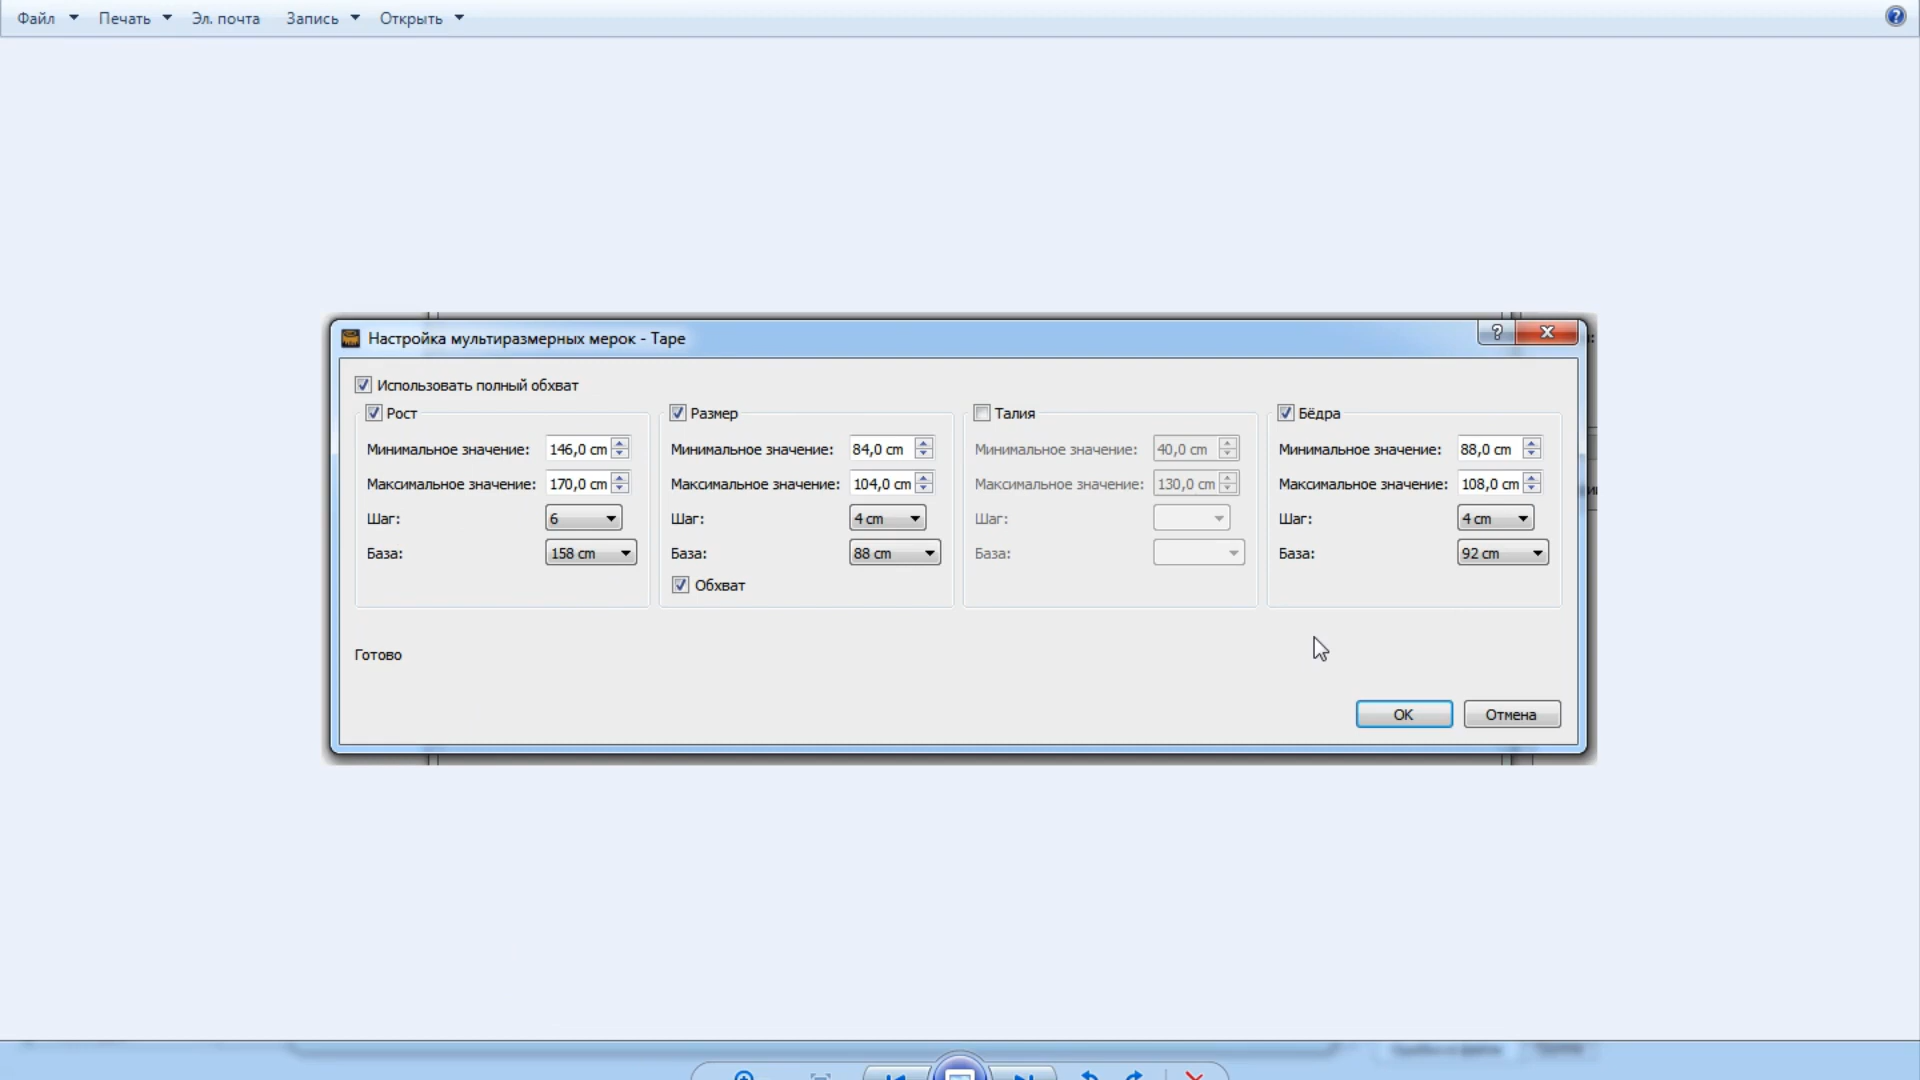 Файл Печать Эл. почта Запись Открыть
Настройка мультиразмерных мерок - Tape
Использовать полный обхват
Рост
Минимальное значение: 146,0 cm
Максимальное значение: 170,0 cm
Шаг: 6
База: 158 cm
Размер
Минимальное значение: 84,0 cm
Максимальное значение: 104,0 cm
Шаг: 4 cm
База: 88 cm
Обхват
Талия
Минимальное значение: 40,0 cm
Максимальное значение: 130,0 cm
Шаг:
База:
Бёдра
Минимальное значение: 88,0 cm
Максимальное значение: 108,0 cm
Шаг: 4 cm
База: 92 cm
Готово
OK Отмена